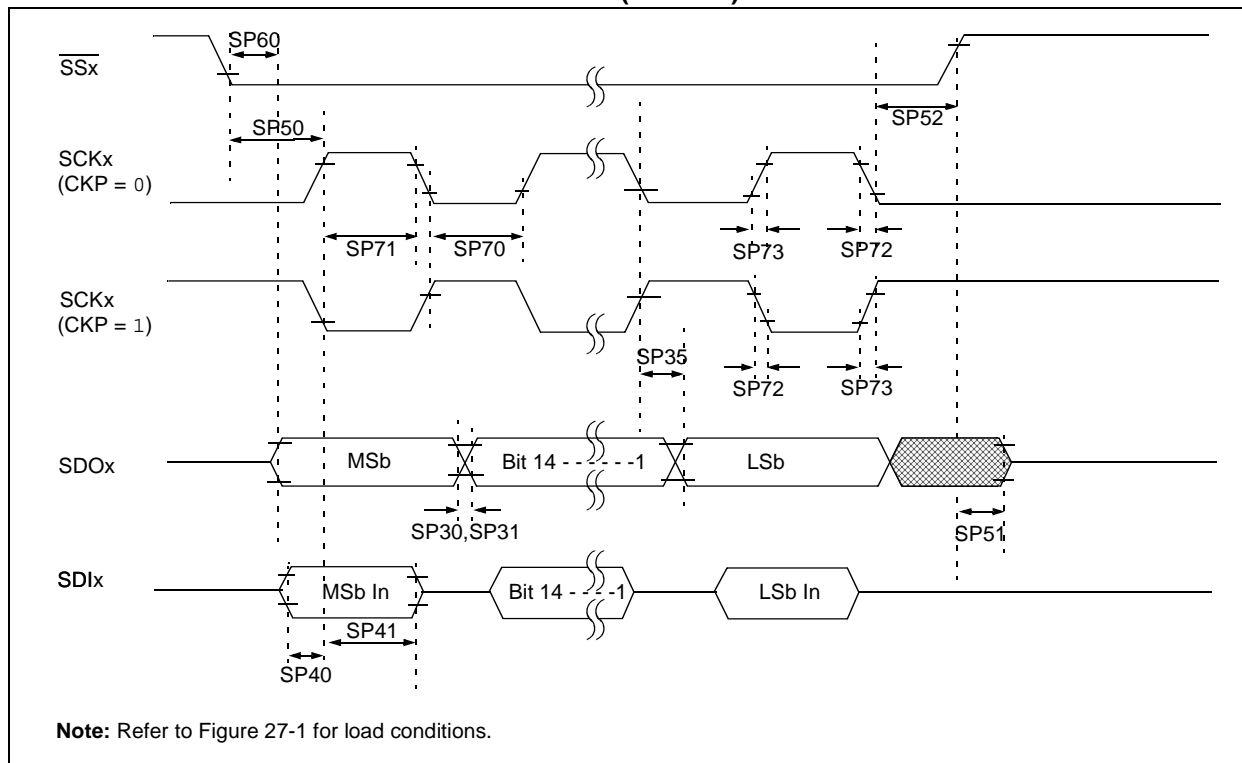 SP60
SSx
SP50
SP52
SCKx
(CKP = 0)
SP71
SP70
SP73
SP72
SCKx
(CKP = 1)
SP35
SP72
SP73
SDOx
MSb
Bit 14 - - - - - -1
LSb
SP30,SP31
SP51
SDIx
MSb In
Bit 14 - - - -1
LSb In
SP41
SP40
Note: Refer to Figure 27-1 for load conditions.